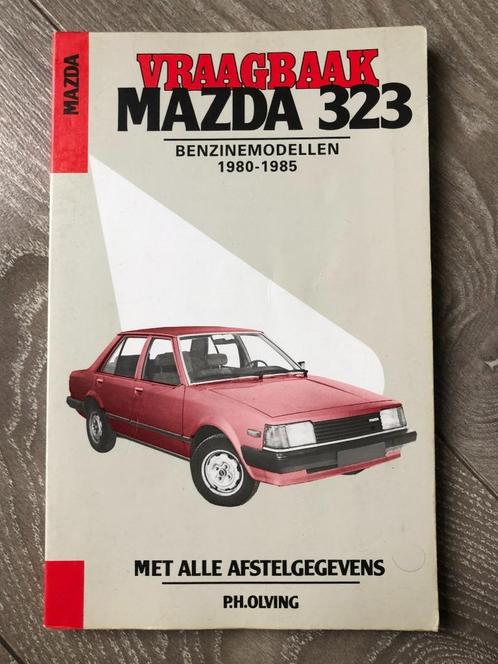 MAZDA
VRAAGBAAK
MAZDA 323
BENZINEMODELLEN
1980-1985
MET ALLE AFSTELGEGEVENS
P.H.OLVING